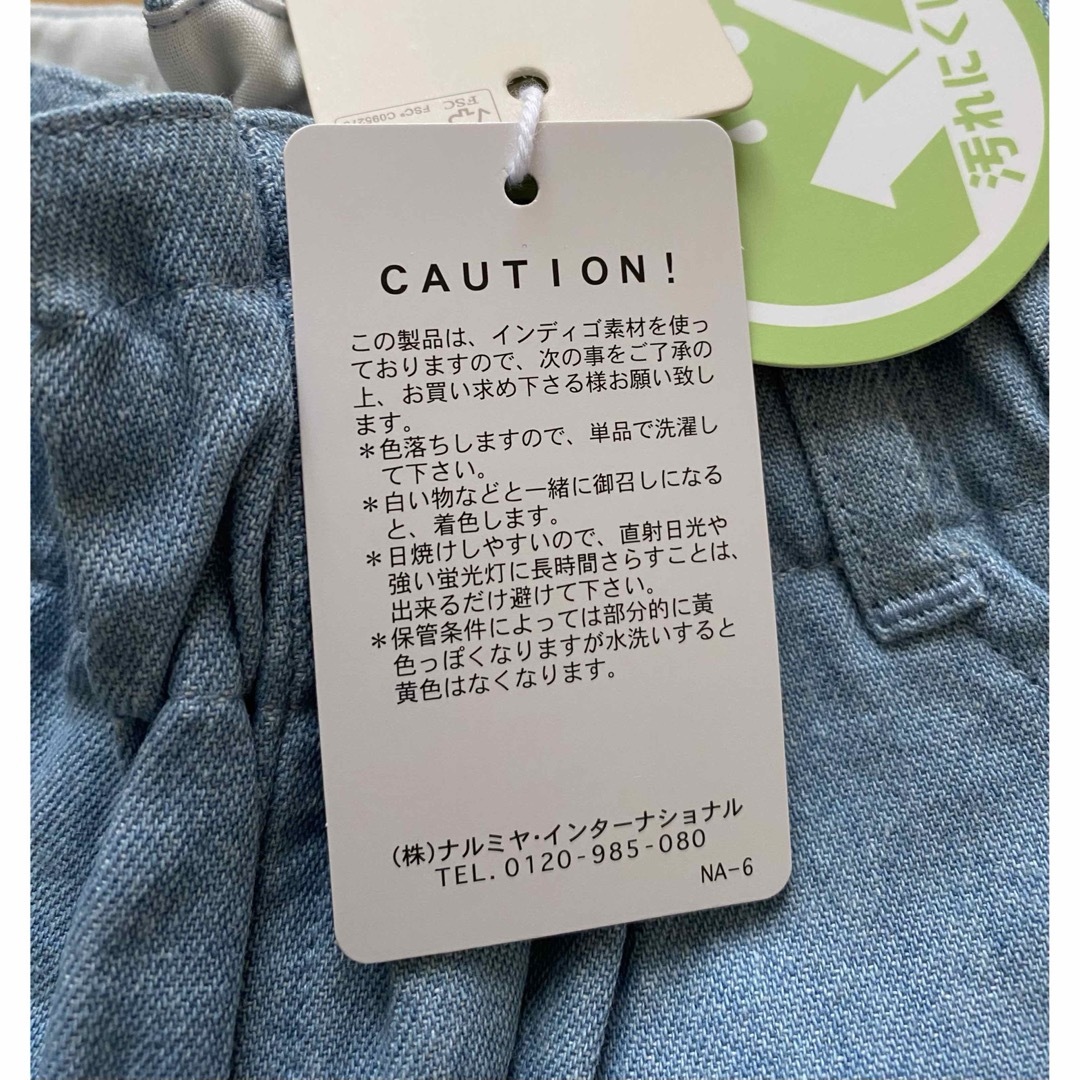 FSC
FSC® C09527
汚れにくい
CAUTION!
この製品は、インディゴ素材を使っ
ておりますので、次の事をご了承の
上、お買い求め下さる様お願い致し
ます。
＊色落ちしますので、単品で洗濯し
て下さい。
＊白い物などと一緒に御召しになる
と、着色します。
＊日焼けしやすいので、直射日光や
強い蛍光灯に長時間さらすことは、
出来るだけ避けて下さい。
＊保管条件によっては部分的に黄
色っぽくなりますが水洗いすると
黄色はなくなります。
(株)ナルミヤ・インターナショナル
TEL. 0120-985-080
NA-6